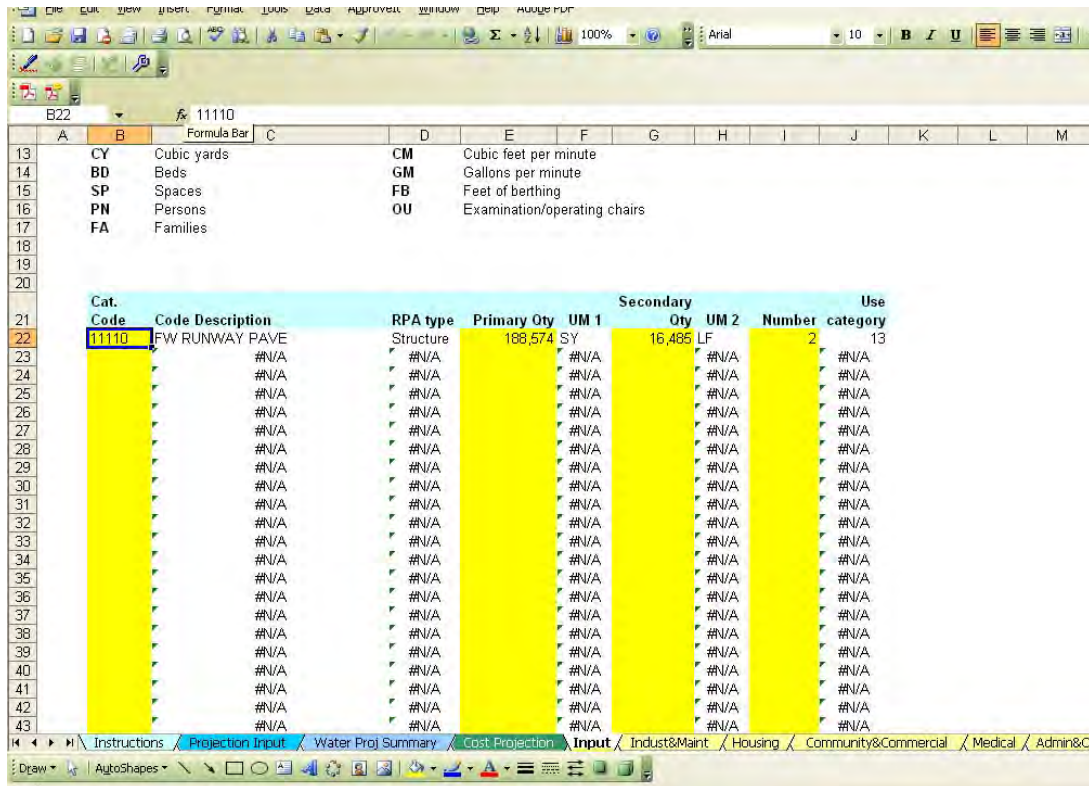 File Edit View Insert Format Tools Data ApproveIt Window Help Adobe PDF
100% Arial 10 B I U
B22 fx 11110
Formula Bar
A B C D E F G H I J K L M
13 CY Cubic yards CM Cubic feet per minute
14 BD Beds GM Gallons per minute
15 SP Spaces FB Feet of berthing
16 PN Persons OU Examination/operating chairs
17 FA Families
18
19
20
Cat. Secondary Use
21 Code Code Description RPA type Primary Qty UM 1 Qty UM 2 Number category
22 11110 FW RUNWAY PAVE Structure 188,574 SY 16,485 LF 2 13
23 #N/A #N/A #N/A #N/A #N/A
24 #N/A #N/A #N/A #N/A #N/A
25 #N/A #N/A #N/A #N/A #N/A
26 #N/A #N/A #N/A #N/A #N/A
27 #N/A #N/A #N/A #N/A #N/A
28 #N/A #N/A #N/A #N/A #N/A
29 #N/A #N/A #N/A #N/A #N/A
30 #N/A #N/A #N/A #N/A #N/A
31 #N/A #N/A #N/A #N/A #N/A
32 #N/A #N/A #N/A #N/A #N/A
33 #N/A #N/A #N/A #N/A #N/A
34 #N/A #N/A #N/A #N/A #N/A
35 #N/A #N/A #N/A #N/A #N/A
36 #N/A #N/A #N/A #N/A #N/A
37 #N/A #N/A #N/A #N/A #N/A
38 #N/A #N/A #N/A #N/A #N/A
39 #N/A #N/A #N/A #N/A #N/A
40 #N/A #N/A #N/A #N/A #N/A
41 #N/A #N/A #N/A #N/A #N/A
42 #N/A #N/A #N/A #N/A #N/A
43 #N/A #N/A #N/A #N/A #N/A
Instructions Projection Input Water Proj Summary Cost Projection Input Indust&Maint Housing Community&Commercial Medical Admin&C
Draw AutoShapes